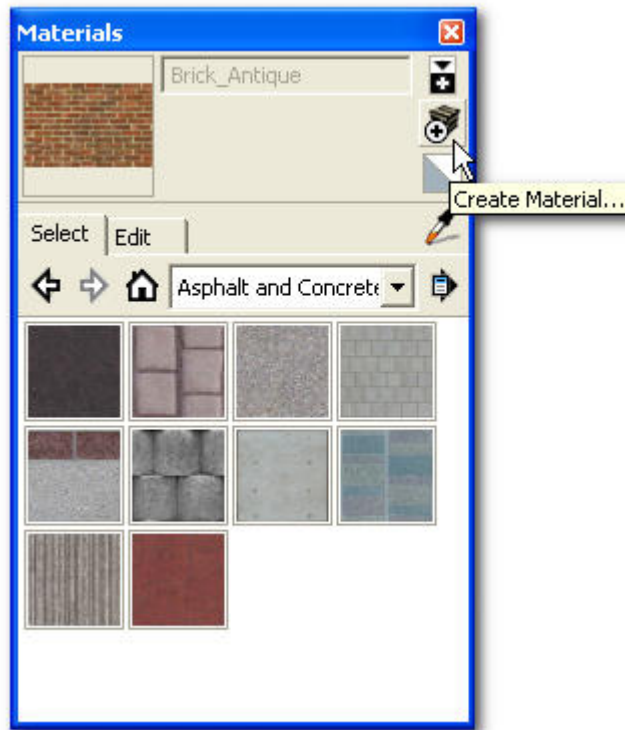 Materials
Brick_Antique
Create Material...
Select
Edit
Asphalt and Concrete